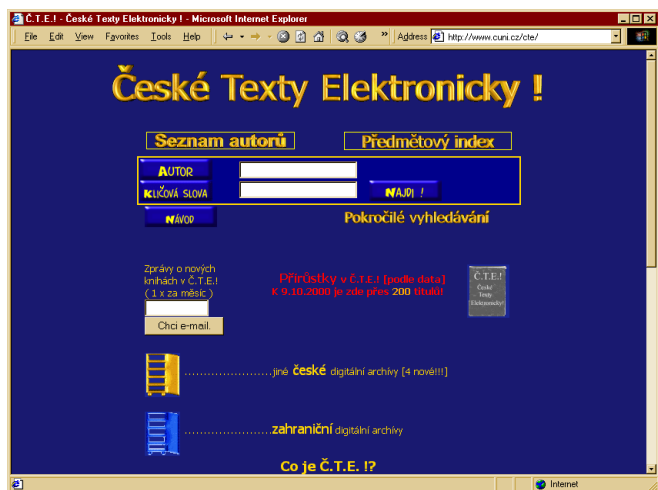 Č.T.E.! - České Texty Elektronicky ! - Microsoft Internet Explorer
File Edit View Favorites Tools Help » Address http://www.cuni.cz/cte/
České Texty Elektronicky !
Seznam autorů Předmětový index
AUTOR
KLÍČOVÁ SLOVA NAJDI !
NÁVOD Pokročilé vyhledávání
Zprávy o nových
knihách v Č.T.E.!
( 1 x za měsíc )
Chci e-mail.
Přírůstky v Č.T.E.! [podle data]
K 9.10.2000 je zde přes 200 titulů!
Č.T.E.!
České
Texty
Elektronicky!
......................jiné české digitální archívy [4 nové!!!]
......................zahraniční digitální archívy
Co je Č.T.E. !?
Internet